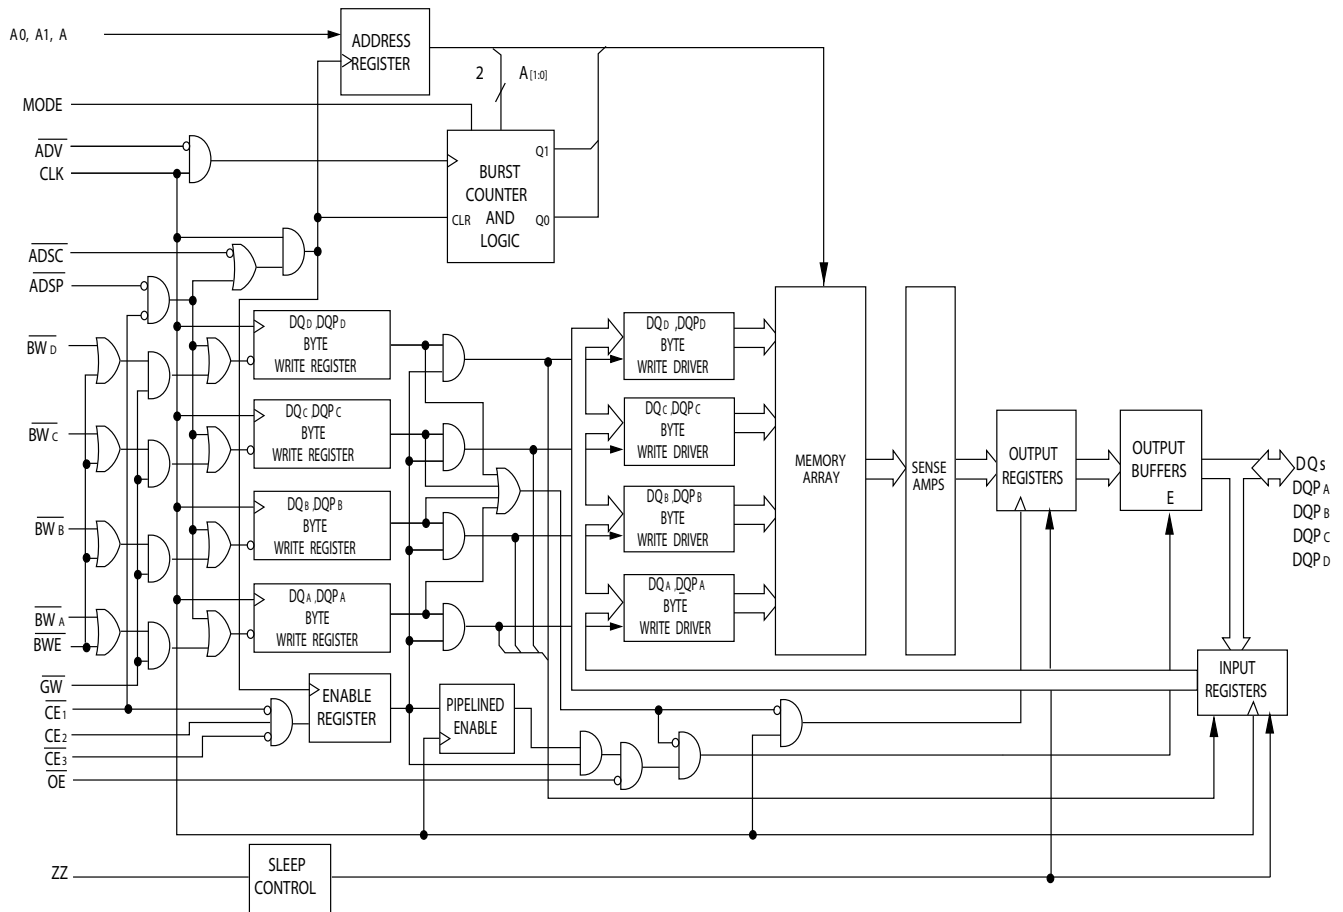 A0, A1, A
ADDRESS
REGISTER
2
A[1:0]
MODE
ADV
CLK
BURST
COUNTER
AND
LOGIC
CLR
Q1
Q0
ADSC
ADSP
DQD ,DQPD
BYTE
WRITE REGISTER
DQD ,DQPD
BYTE
WRITE DRIVER
BWD
DQC ,DQPC
BYTE
WRITE REGISTER
DQC ,DQPC
BYTE
WRITE DRIVER
BWC
MEMORY
ARRAY
SENSE
AMPS
OUTPUT
REGISTERS
OUTPUT
BUFFERS
E
DQs
DQPA
DQPB
DQPC
DQPD
DQB ,DQPB
BYTE
WRITE REGISTER
DQB ,DQPB
BYTE
WRITE DRIVER
BWB
DQA ,DQPA
BYTE
WRITE REGISTER
DQA ,DQPA
BYTE
WRITE DRIVER
BWA
BWE
INPUT
REGISTERS
GW
CE1
CE2
CE3
OE
ENABLE
REGISTER
PIPELINED
ENABLE
ZZ
SLEEP
CONTROL